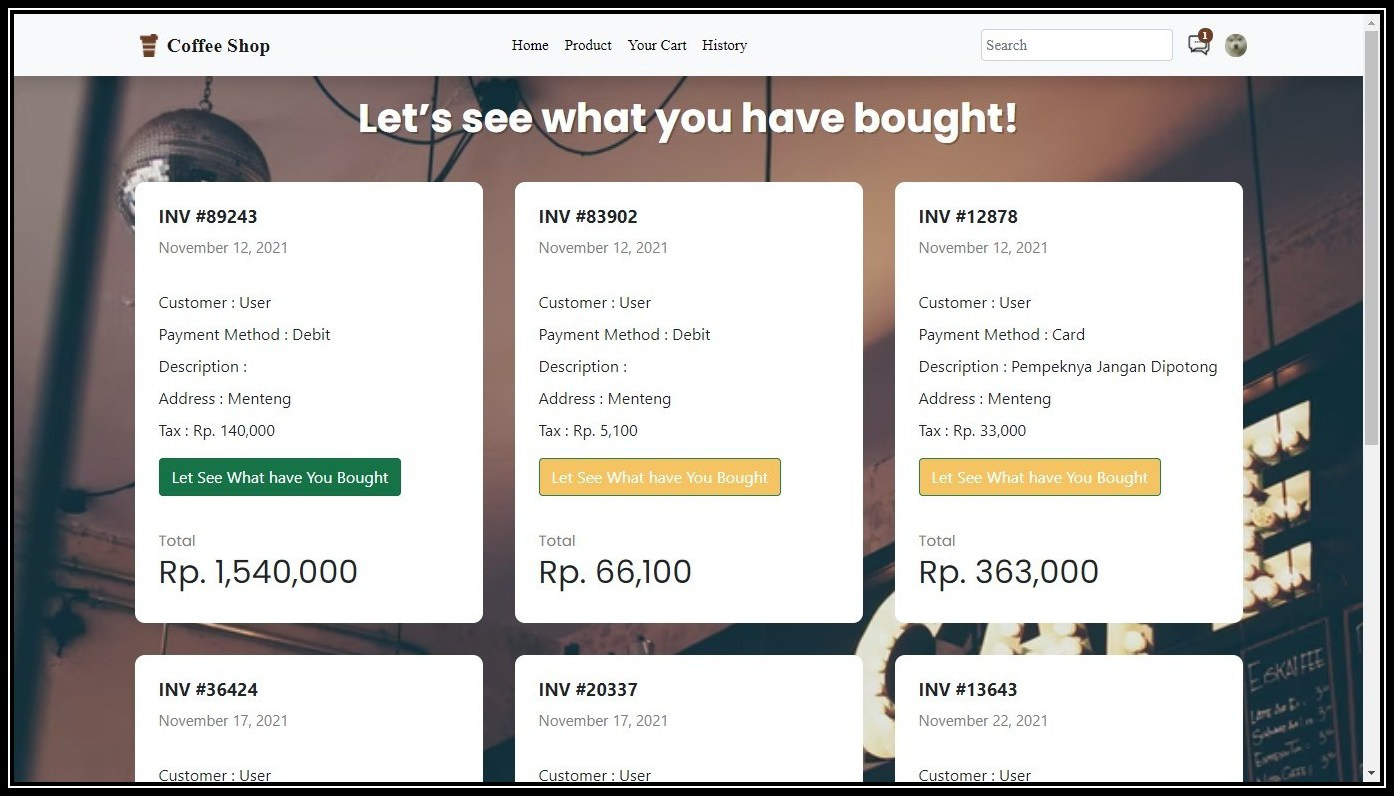 Coffee Shop
Home Product Your Cart History
Search
1
Let’s see what you have bought!
INV #89243
November 12, 2021
Customer : User
Payment Method : Debit
Description :
Address : Menteng
Tax : Rp. 140,000
Let See What have You Bought
Total
Rp. 1,540,000
INV #83902
November 12, 2021
Customer : User
Payment Method : Debit
Description :
Address : Menteng
Tax : Rp. 5,100
Let See What have You Bought
Total
Rp. 66,100
INV #12878
November 12, 2021
Customer : User
Payment Method : Card
Description : Pempeknya Jangan Dipotong
Address : Menteng
Tax : Rp. 33,000
Let See What have You Bought
Total
Rp. 363,000
INV #36424
November 17, 2021
Customer : User
INV #20337
November 17, 2021
Customer : User
INV #13643
November 22, 2021
Customer : User
EISKAFFEE